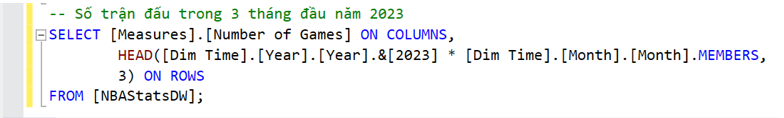 -- Số trận đấu trong 3 tháng đầu năm 2023
SELECT [Measures].[Number of Games] ON COLUMNS,
HEAD([Dim Time].[Year].[Year].&[2023] * [Dim Time].[Month].[Month].MEMBERS,
3) ON ROWS
FROM [NBAStatsDW];